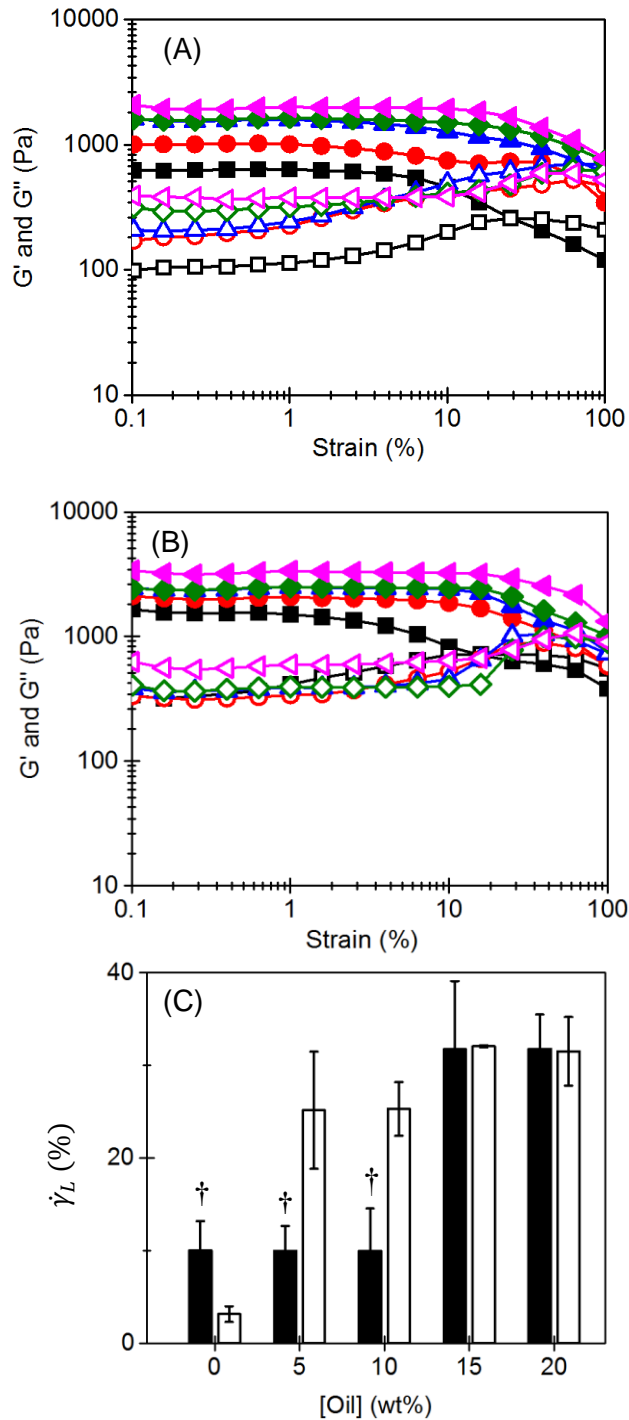 (A)
10000
1000
100
10
G' and G'' (Pa)
0.1 1 10 100
Strain (%)
(B)
10000
1000
100
10
G' and G'' (Pa)
0.1 1 10 100
Strain (%)
(C)
40
20
0
γ̇L (%)
† † †
0 5 10 15 20
[Oil] (wt%)